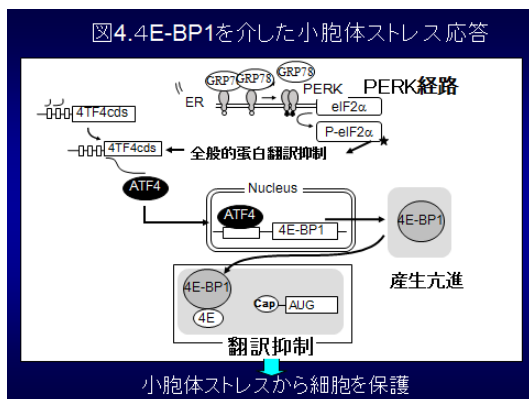 図4.4E-BP1を介した小胞体ストレス応答
GRP78
GRP7 GRP78
ER
PERK
PERK経路
eIF2α
P-eIF2α
4TF4cds
4TF4cds
全般的蛋白翻訳抑制
ATF4
Nucleus
ATF4
4E-BP1
4E-BP1
産生亢進
4E-BP1
4E
Cap
AUG
翻訳抑制
小胞体ストレスから細胞を保護